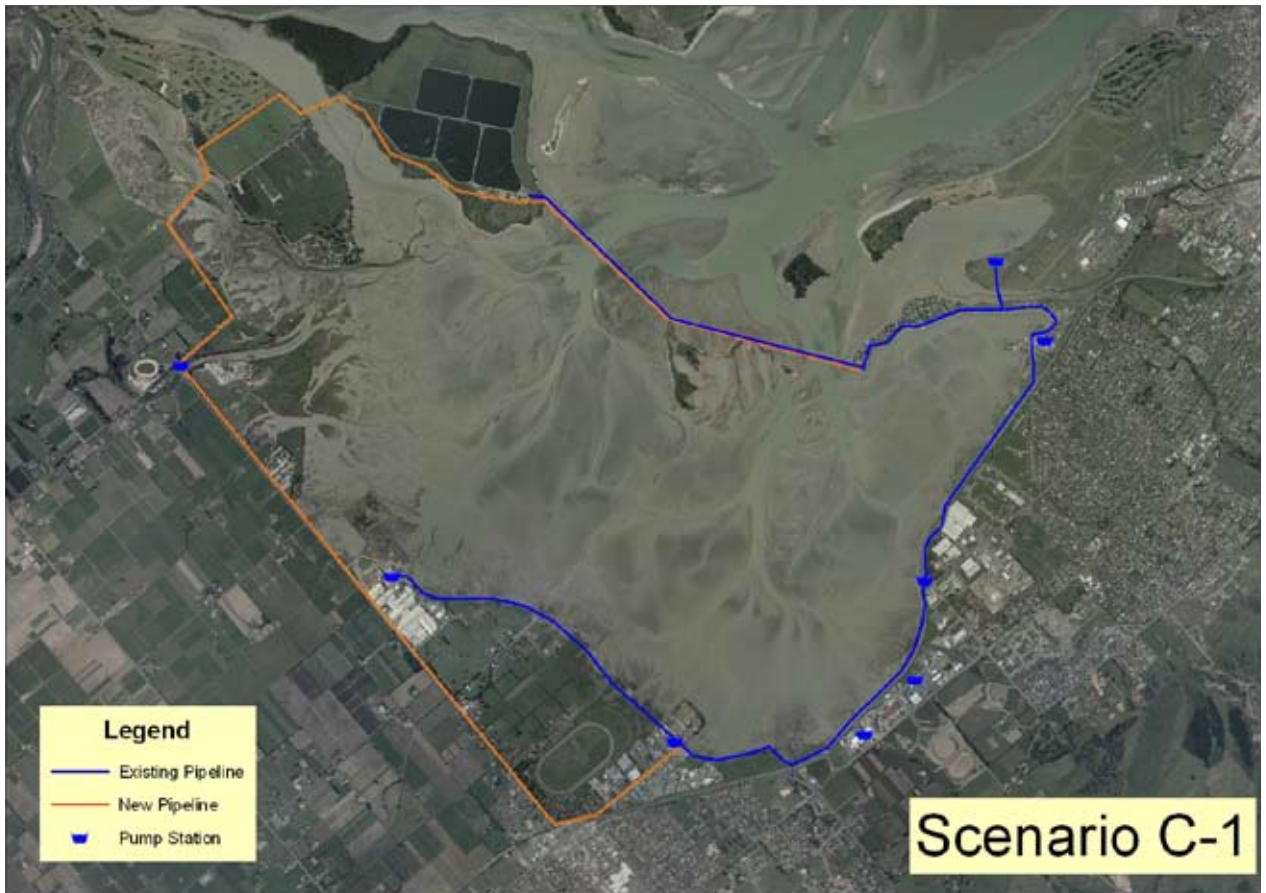 Legend
Existing Pipeline
New Pipeline
Pump Station
Scenario C-1